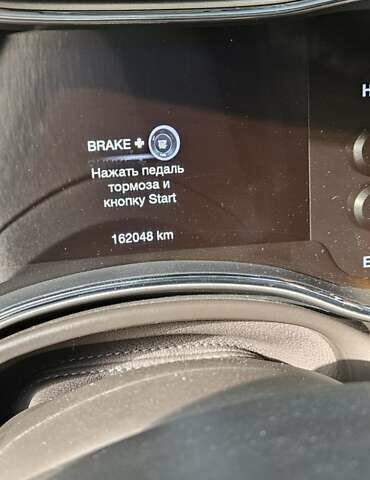 BRAKE +
Нажать педаль
тормоза и
кнопку Start
162048 km
H
E